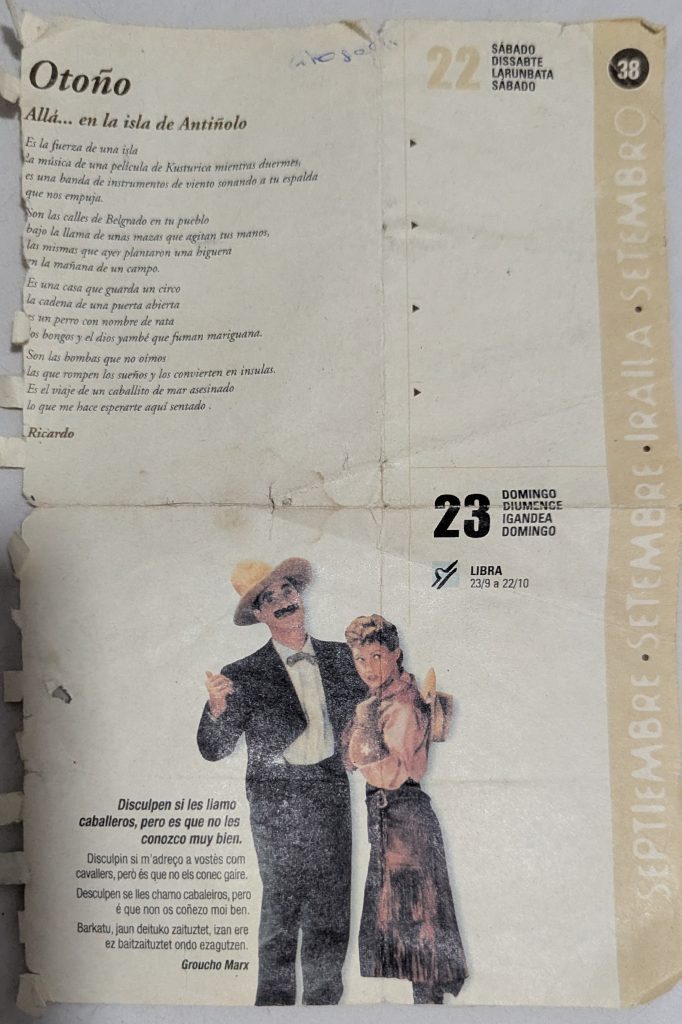 Otoño
Allá... en la isla de Antiñolo
Es la fuerza de una isla
la música de una película de Kusturica mientras duermes,
es una banda de instrumentos de viento sonando a tu espalda
que nos empuja.
Son las calles de Belgrado en tu pueblo
bajo la llama de unas mazas que agitan tus manos,
las mismas que ayer plantaron una higuera
en la mañana de un campo.
Es una casa que guarda un circo
la cadena de una puerta abierta
es un perro con nombre de rata
los bongos y el dios yambé que fuman mariguana.
Son las bombas que no oímos
las que rompen los sueños y los convierten en insulas.
Es el viaje de un caballito de mar asesinado
lo que me hace esperarte aquí sentado .
Ricardo
22
SÁBADO
DISSABTE
LARUNBATA
SÁBADO
38
23
DOMINGO
DIUMENGE
IGANDEA
DOMINGO
LIBRA
23/9 a 22/10
Disculpen si les llamo
caballeros, pero es que no les
conozco muy bien.
Disculpin si m'adreço a vostès com
cavallers, però és que no els conec gaire.
Desculpen se lles chamo cabaleiros, pero
é que non os coñezo moi ben.
Barkatu, jaun deituko zaituztet, izan ere
ez baitzaituztet ondo ezagutzen.
Groucho Marx
SEPTIEMBRE • SETEMBRE • IRAILA • SETEMBRO